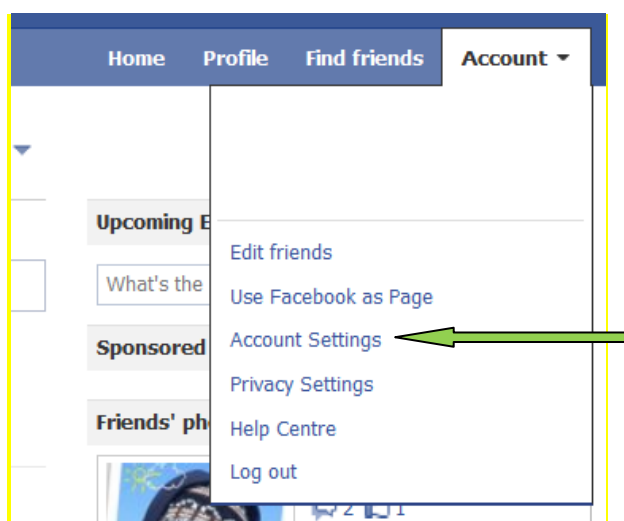 Home Profile Find friends Account
Upcoming E
Edit friends
What's the
Use Facebook as Page
Sponsored
Account Settings
Privacy Settings
Friends' ph
Help Centre
Log out
2 1